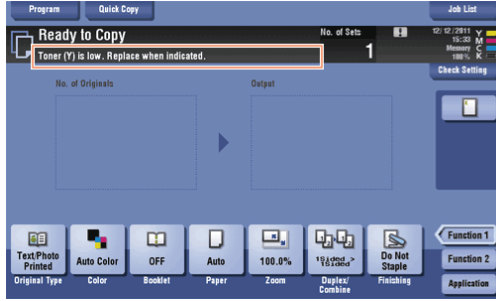 Program
Quick Copy
Job List
Ready to Copy
No. of Sets
1
Toner (Y) is low. Replace when indicated.
12/12/2011
15:33
Memory
100%
Y
M
C
K
Check Setting
No. of Originals
Output
Text/Photo
Printed
Auto Color
OFF
Auto
100.0%
1Sided >
1Sided
Do Not
Staple
Original Type
Color
Booklet
Paper
Zoom
Duplex/
Combine
Finishing
Function 1
Function 2
Application